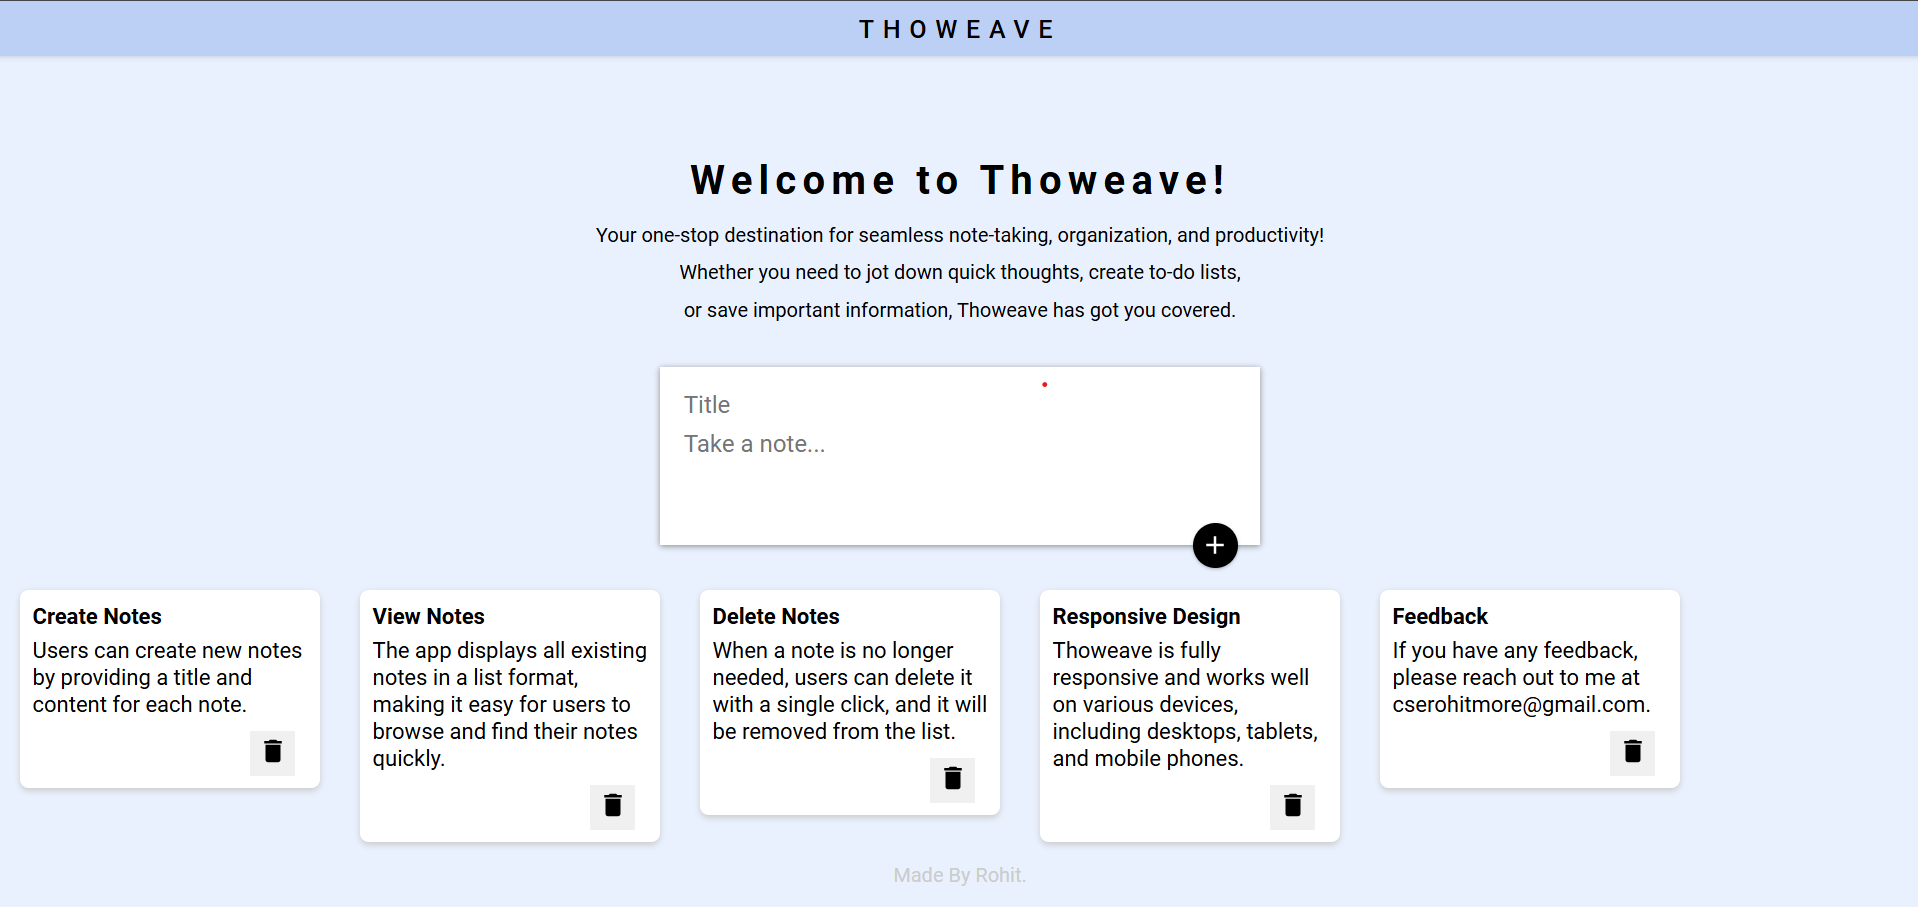 THOWEAVE
Welcome to Thoweave!
Your one-stop destination for seamless note-taking, organization, and productivity!
Whether you need to jot down quick thoughts, create to-do lists,
or save important information, Thoweave has got you covered.
Title
Take a note...
Create Notes
Users can create new notes
by providing a title and
content for each note.
View Notes
The app displays all existing
notes in a list format,
making it easy for users to
browse and find their notes
quickly.
Delete Notes
When a note is no longer
needed, users can delete it
with a single click, and it will
be removed from the list.
Responsive Design
Thoweave is fully
responsive and works well
on various devices,
including desktops, tablets,
and mobile phones.
Feedback
If you have any feedback,
please reach out to me at
cserohitmore@gmail.com.
Made By Rohit.